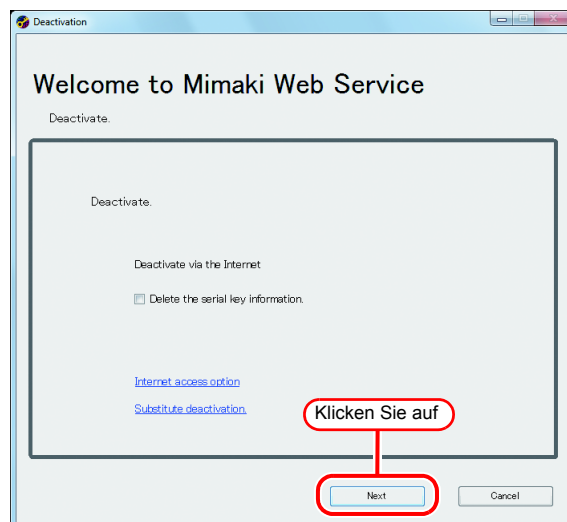 Deactivation
Welcome to Mimaki Web Service
Deactivate.
Deactivate.
Deactivate via the Internet
Delete the serial key information.
Internet access option
Substitute deactivation.
Klicken Sie auf
Next
Cancel